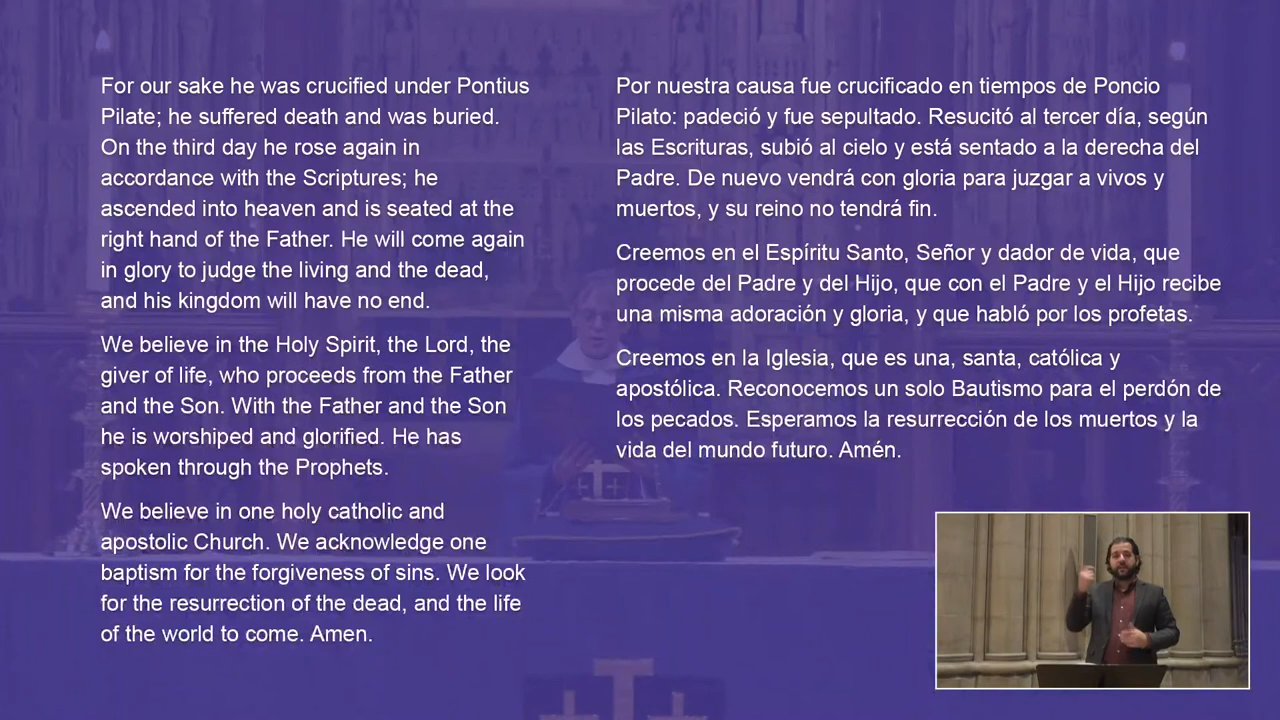 For our sake he was crucified under Pontius
Pilate; he suffered death and was buried.
On the third day he rose again in
accordance with the Scriptures; he
ascended into heaven and is seated at the
right hand of the Father. He will come again
in glory to judge the living and the dead,
and his kingdom will have no end.
We believe in the Holy Spirit, the Lord, the
giver of life, who proceeds from the Father
and the Son. With the Father and the Son
he is worshiped and glorified. He has
spoken through the Prophets.
We believe in one holy catholic and
apostolic Church. We acknowledge one
baptism for the forgiveness of sins. We look
for the resurrection of the dead, and the life
of the world to come. Amen.
Por nuestra causa fue crucificado en tiempos de Poncio
Pilato: padeció y fue sepultado. Resucitó al tercer día, según
las Escrituras, subió al cielo y está sentado a la derecha del
Padre. De nuevo vendrá con gloria para juzgar a vivos y
muertos, y su reino no tendrá fin.
Creemos en el Espíritu Santo, Señor y dador de vida, que
procede del Padre y del Hijo, que con el Padre y el Hijo recibe
una misma adoración y gloria, y que habló por los profetas.
Creemos en la Iglesia, que es una, santa, católica y
apostólica. Reconocemos un solo Bautismo para el perdón de
los pecados. Esperamos la resurrección de los muertos y la
vida del mundo futuro. Amén.